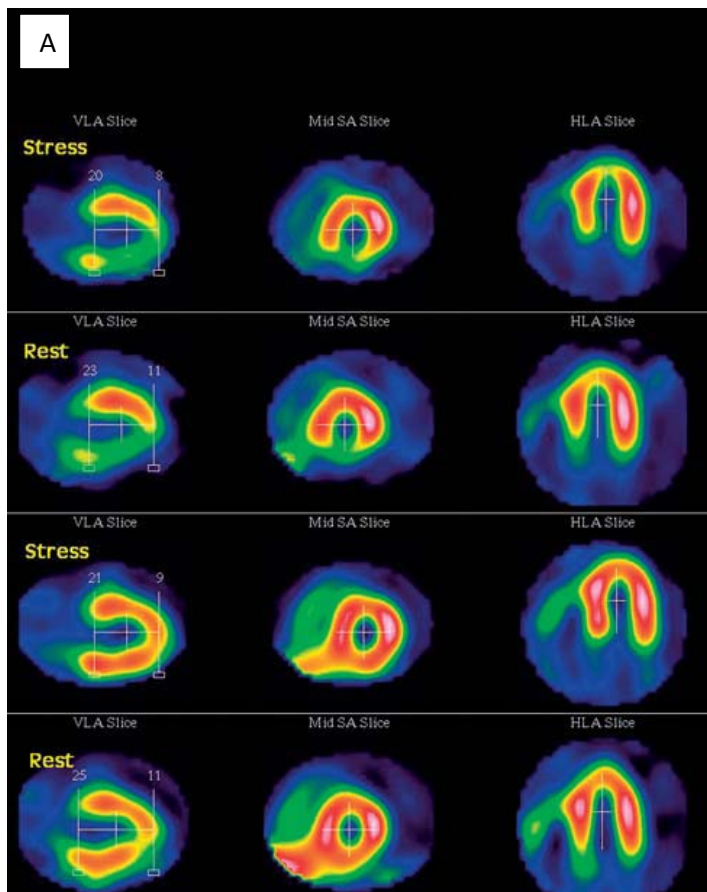 A
VLA Slice Mid SA Slice HLA Slice
Stress
20 8
VLA Slice Mid SA Slice HLA Slice
Rest
23 11
VLA Slice Mid SA Slice HLA Slice
Stress
21 9
VLA Slice Mid SA Slice HLA Slice
Rest
25 11